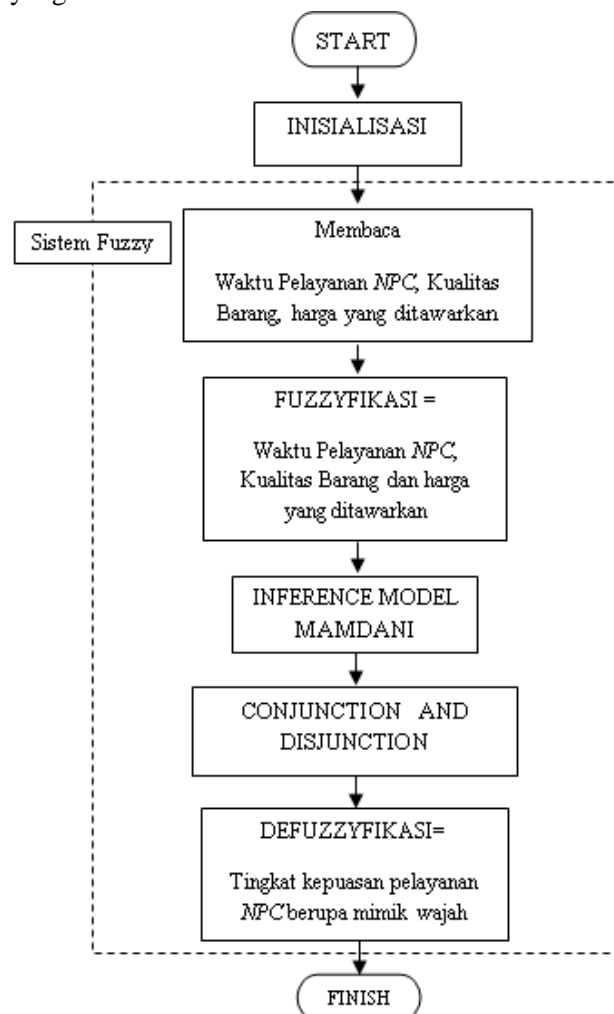 START
INISIALISASI
Sistem Fuzzy
Membaca
Waktu Pelayanan NPC, Kualitas
Barang, harga yang ditawarkan
FUZZYFIKASI =
Waktu Pelayanan NPC,
Kualitas Barang dan harga
yang ditawarkan
INFERENCE MODEL
MAMDANI
CONJUNCTION AND
DISJUNCTION
DEFUZZYFIKASI=
Tingkat kepuasan pelayanan
NPC berupa mimik wajah
FINISH